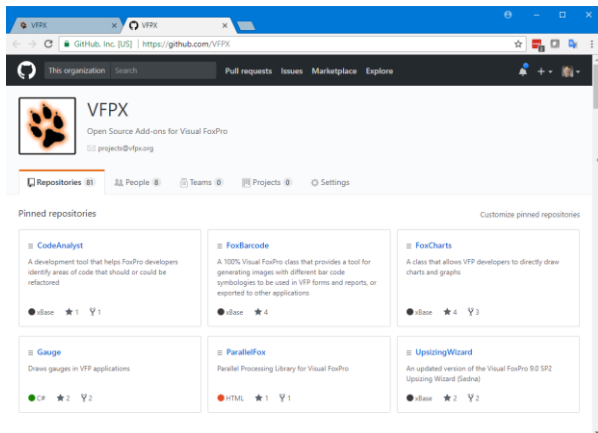 VFPX
VFPX
GitHub, Inc. [US] | https://github.com/VFPX
This organization Search Pull requests Issues Marketplace Explore
VFPX
Open Source Add-ons for Visual FoxPro
projects@vfpx.org
Repositories 81 People 8 Teams 0 Projects 0 Settings
Pinned repositories Customize pinned repositories
CodeAnalyst
A development tool that helps FoxPro developers
identify areas of code that should or could be
refactored
xBase 1 1
FoxBarcode
A 100% Visual FoxPro class that provides a tool for
generating images with different bar code
symbologies to be used in VFP forms and reports, or
exported to other applications
xBase 4
FoxCharts
A class that allows VFP developers to directly draw
charts and graphs
xBase 4 3
Gauge
Draws gauges in VFP applications
C# 2 2
ParallelFox
Parallel Processing Library for Visual FoxPro
HTML 1 1
UpsizingWizard
An updated version of the Visual FoxPro 9.0 SP2
Upsizing Wizard (Sedna)
xBase 2 2